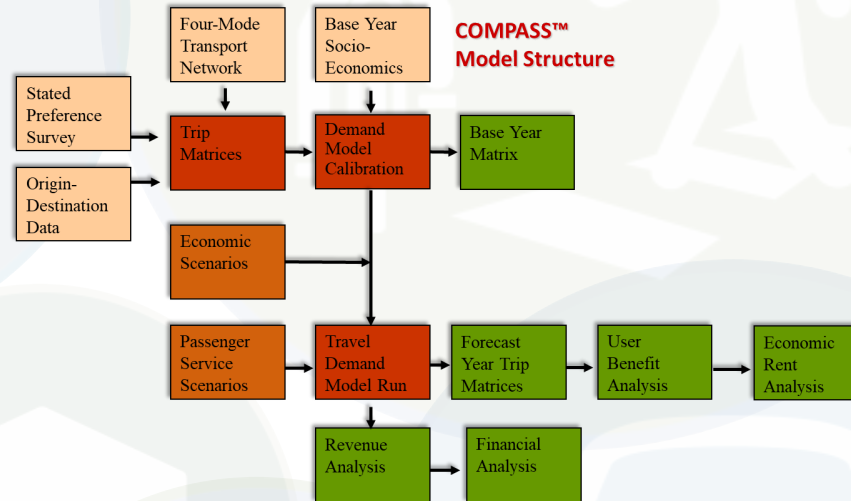 COMPASS™
Model Structure
Four-Mode
Transport
Network
Base Year
Socio-
Economics
Stated
Preference
Survey
Trip
Matrices
Demand
Model
Calibration
Base Year
Matrix
Origin-
Destination
Data
Economic
Scenarios
Passenger
Service
Scenarios
Travel
Demand
Model Run
Forecast
Year Trip
Matrices
User
Benefit
Analysis
Economic
Rent
Analysis
Revenue
Analysis
Financial
Analysis